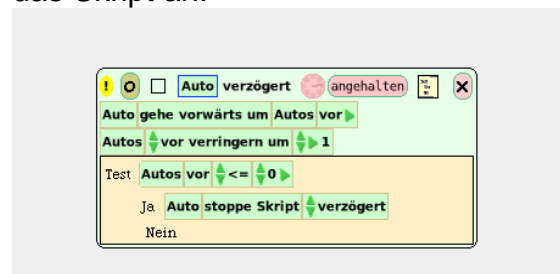 das Skript an.
! Auto verzögert angehalten
Auto gehe vorwärts um Autos vor
Autos vor verringern um 1
Test Autos vor <= 0
Ja Auto stoppe Skript verzögert
Nein